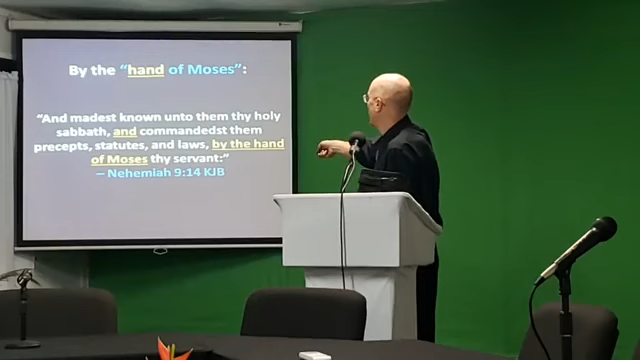 By the “hand of Moses”:
“And madest known unto them thy holy
sabbath, and commandedst them
precepts, statutes, and laws, by the hand
of Moses thy servant:”
– Nehemiah 9:14 KJB